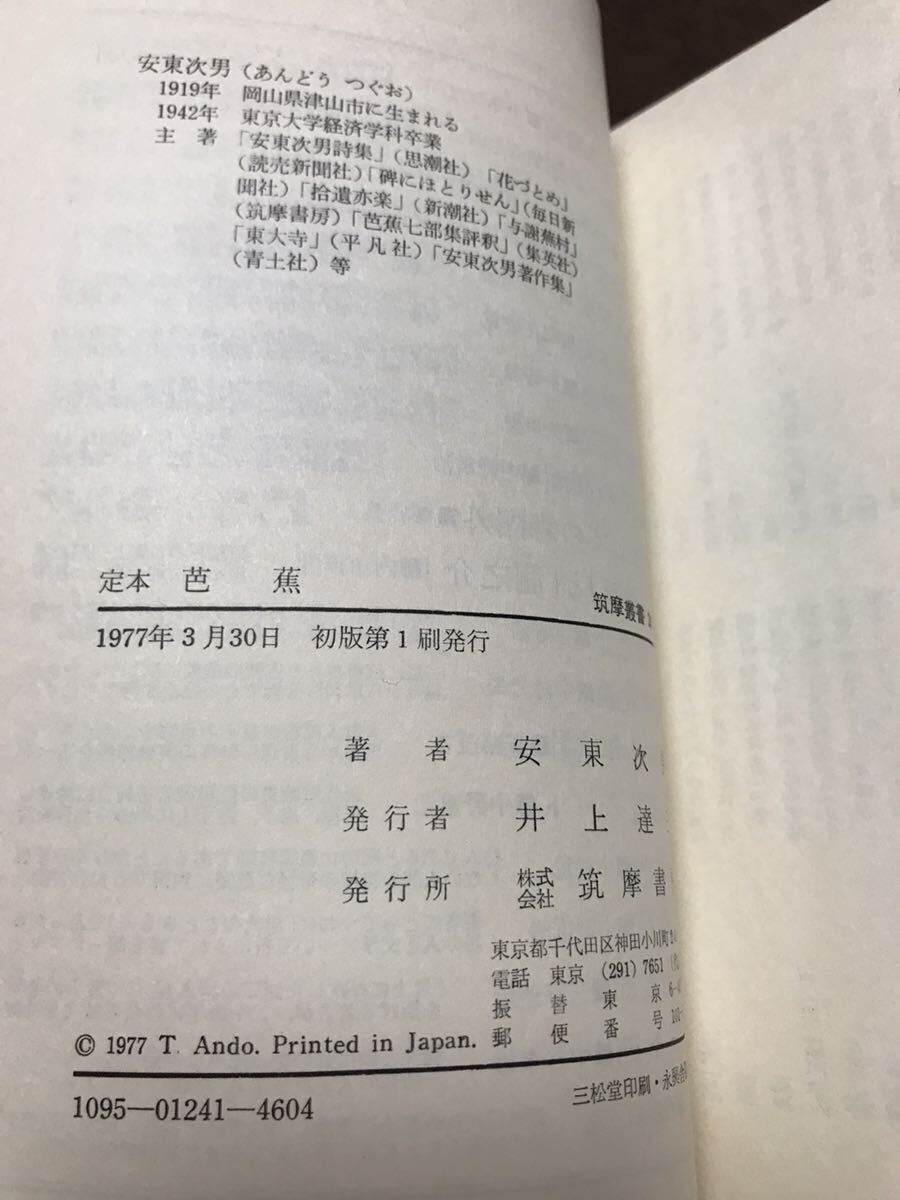 安東次男（あんどう つぐお）
1919年 岡山県津山市に生まれる
1942年 東京大学経済学科卒業
主 著 「安東次男詩集」（思潮社）「花づとめ」
（読売新聞社）「碑にほとりせん」（毎日新
聞社）「拾遺亦楽」（新潮社）「与謝蕪村」
（筑摩書房）「芭蕉七部集評釈」（集英社）
「東大寺」（平凡社）「安東次男著作集」
（青土社）等
定本 芭 蕉
筑摩叢書
1977年3月30日 初版第1刷発行
著 者 安 東 次
発行者 井 上 達
発行所 株式会社 筑 摩 書
東京都千代田区神田小川町2
電話 東京 (291) 7651
振 替 東 京 6-
郵 便 番 号 101
© 1977 T. Ando. Printed in Japan.
三松堂印刷・永興舎
1095—01241—4604